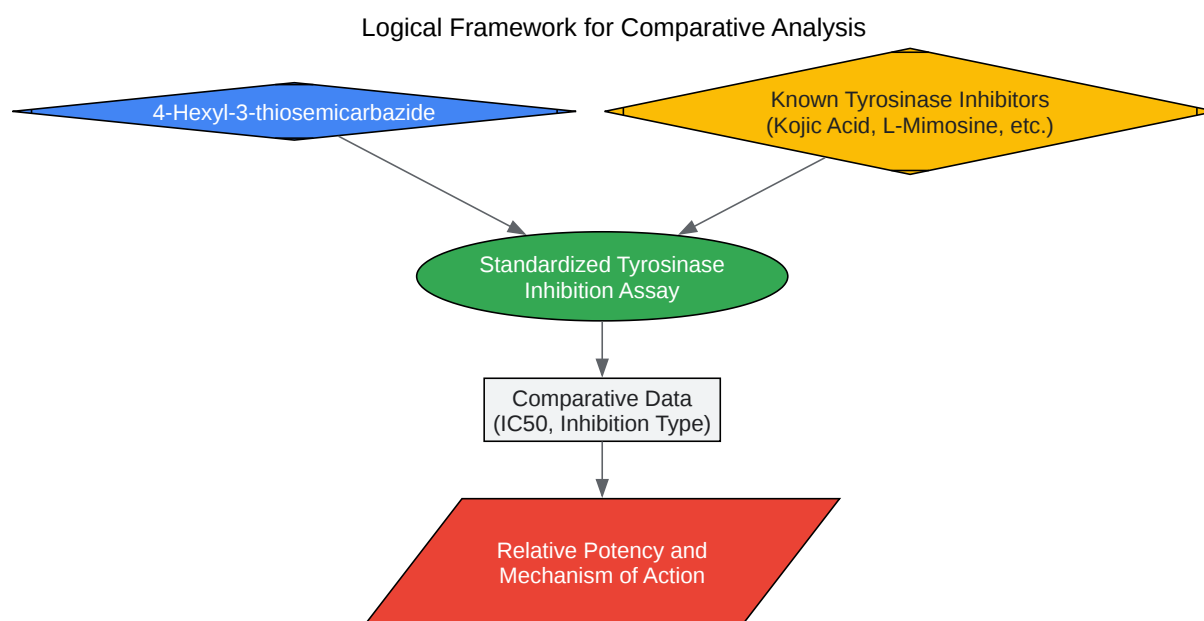 Logical Framework for Comparative Analysis
4-Hexyl-3-thiosemicarbazide
Known Tyrosinase Inhibitors
(Kojic Acid, L-Mimosine, etc.)
Standardized Tyrosinase
Inhibition Assay
Comparative Data
(IC50, Inhibition Type)
Relative Potency and
Mechanism of Action